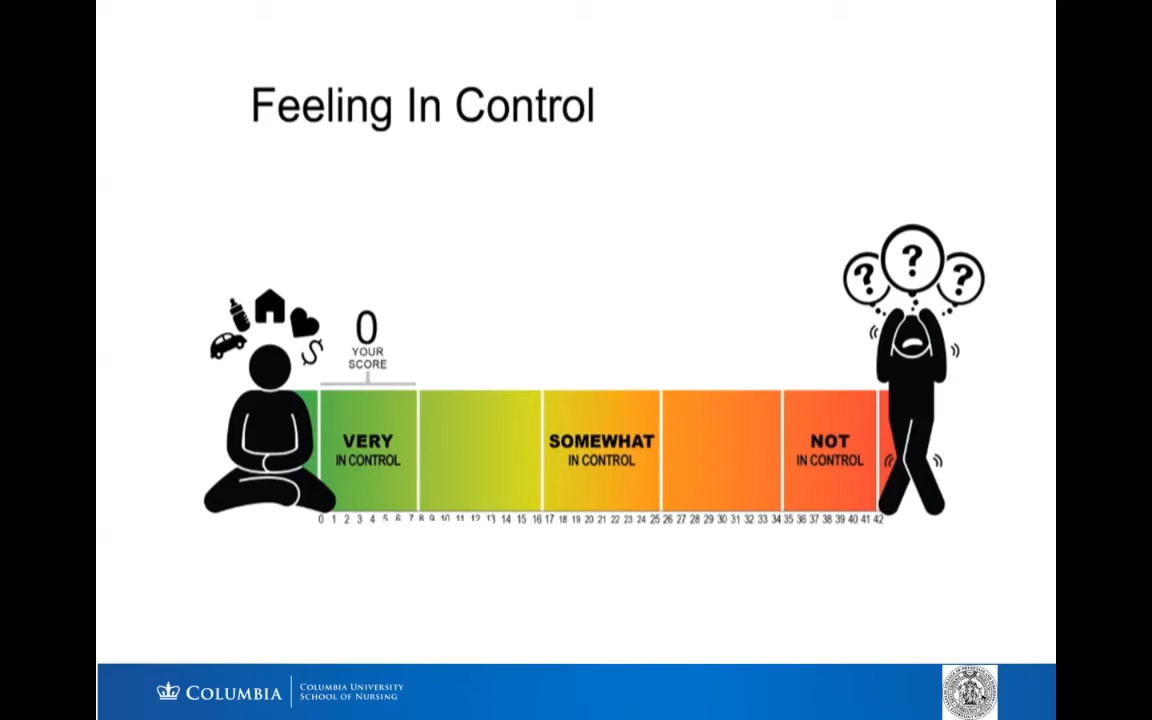 Feeling In Control
? ? ?
0
YOUR
SCORE
$
VERY
IN CONTROL
SOMEWHAT
IN CONTROL
NOT
IN CONTROL
0 1 2 3 4 5 6 7 8 9 10 11 12 13 14 15 16 17 18 19 20 21 22 23 24 25 26 27 28 29 30 31 32 33 34 35 36 37 38 39 40 41 42
COLUMBIA
COLUMBIA UNIVERSITY
SCHOOL OF NURSING